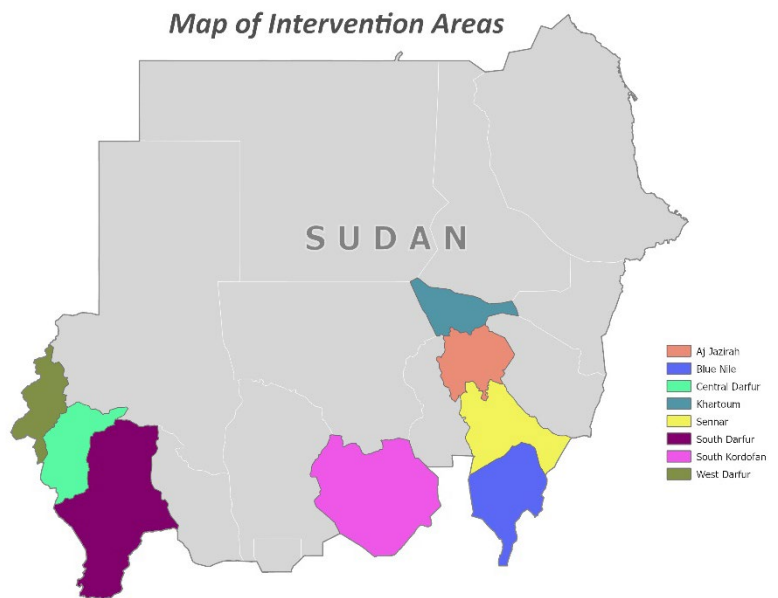 Map of Intervention Areas
SUDAN
Aj Jazirah
Blue Nile
Central Darfur
Khartoum
Sennar
South Darfur
South Kordofan
West Darfur